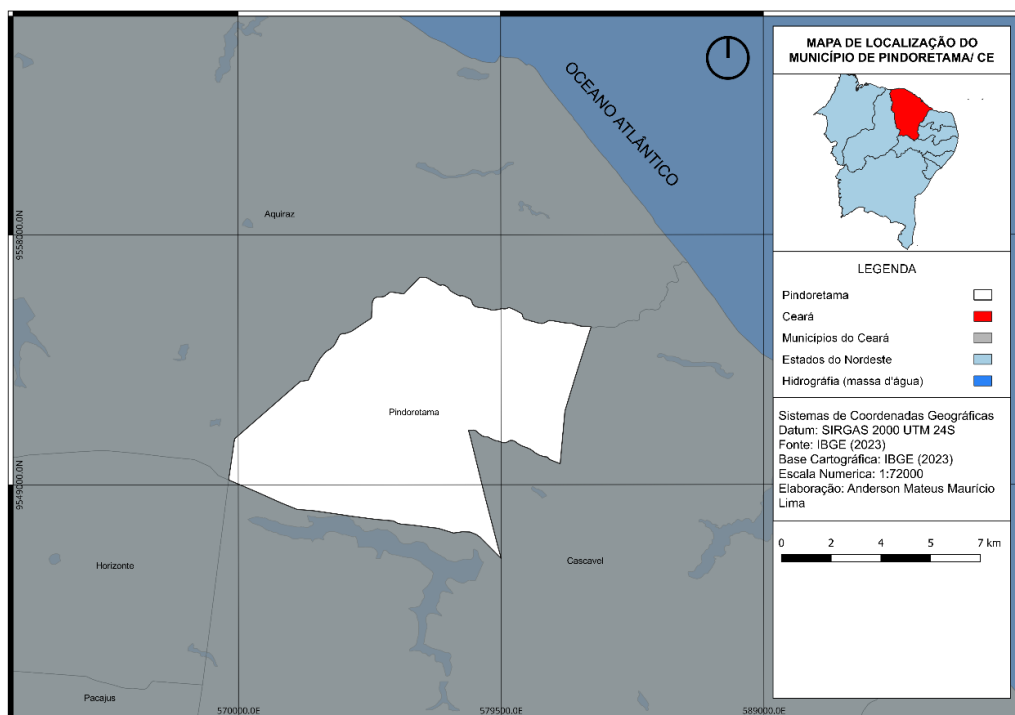 MAPA DE LOCALIZAÇÃO DO
MUNICÍPIO DE PINDORETAMA/ CE
OCEANO ATLÂNTICO
Aquiraz
Pindoretama
Horizonte
Cascavel
Pacajus
9558000.0N
9549000.0N
570000.0E
579500.0E
589000.0E
LEGENDA
Pindoretama
Ceará
Municípios do Ceará
Estados do Nordeste
Hidrográfia (massa d'água)
Sistemas de Coordenadas Geográficas
Datum: SIRGAS 2000 UTM 24S
Fonte: IBGE (2023)
Base Cartográfica: IBGE (2023)
Escala Numerica: 1:72000
Elaboração: Anderson Mateus Maurício
Lima
0 2 4 5 7 km